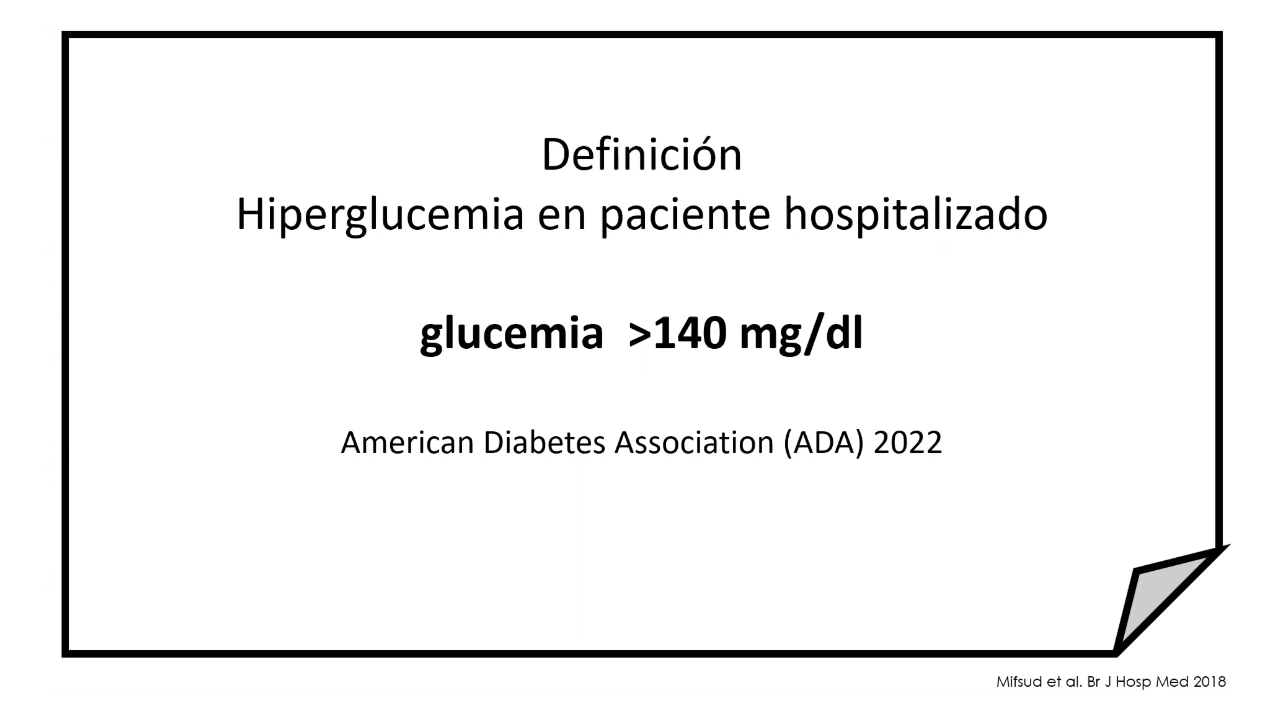 Definición
Hiperglucemia en paciente hospitalizado
glucemia >140 mg/dl
American Diabetes Association (ADA) 2022
Mifsud et al. Br J Hosp Med 2018